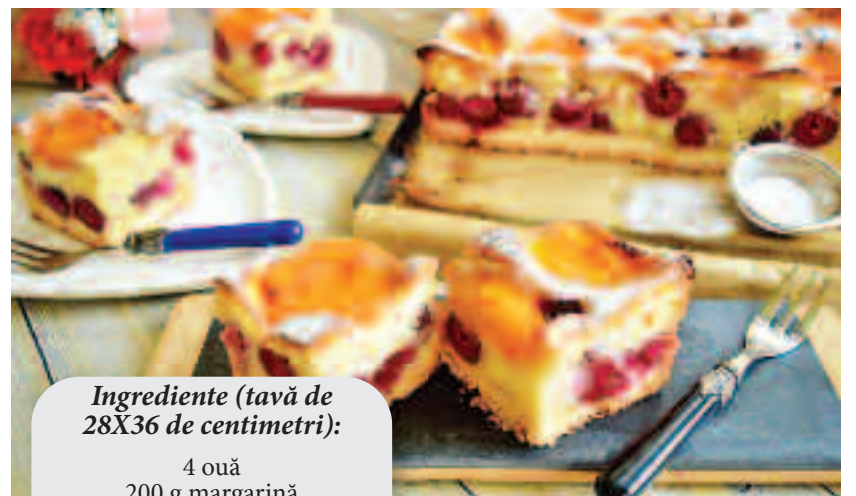 Ingrediente (tavă de
28X36 de centimetri):
4 ouă
200 g margarină